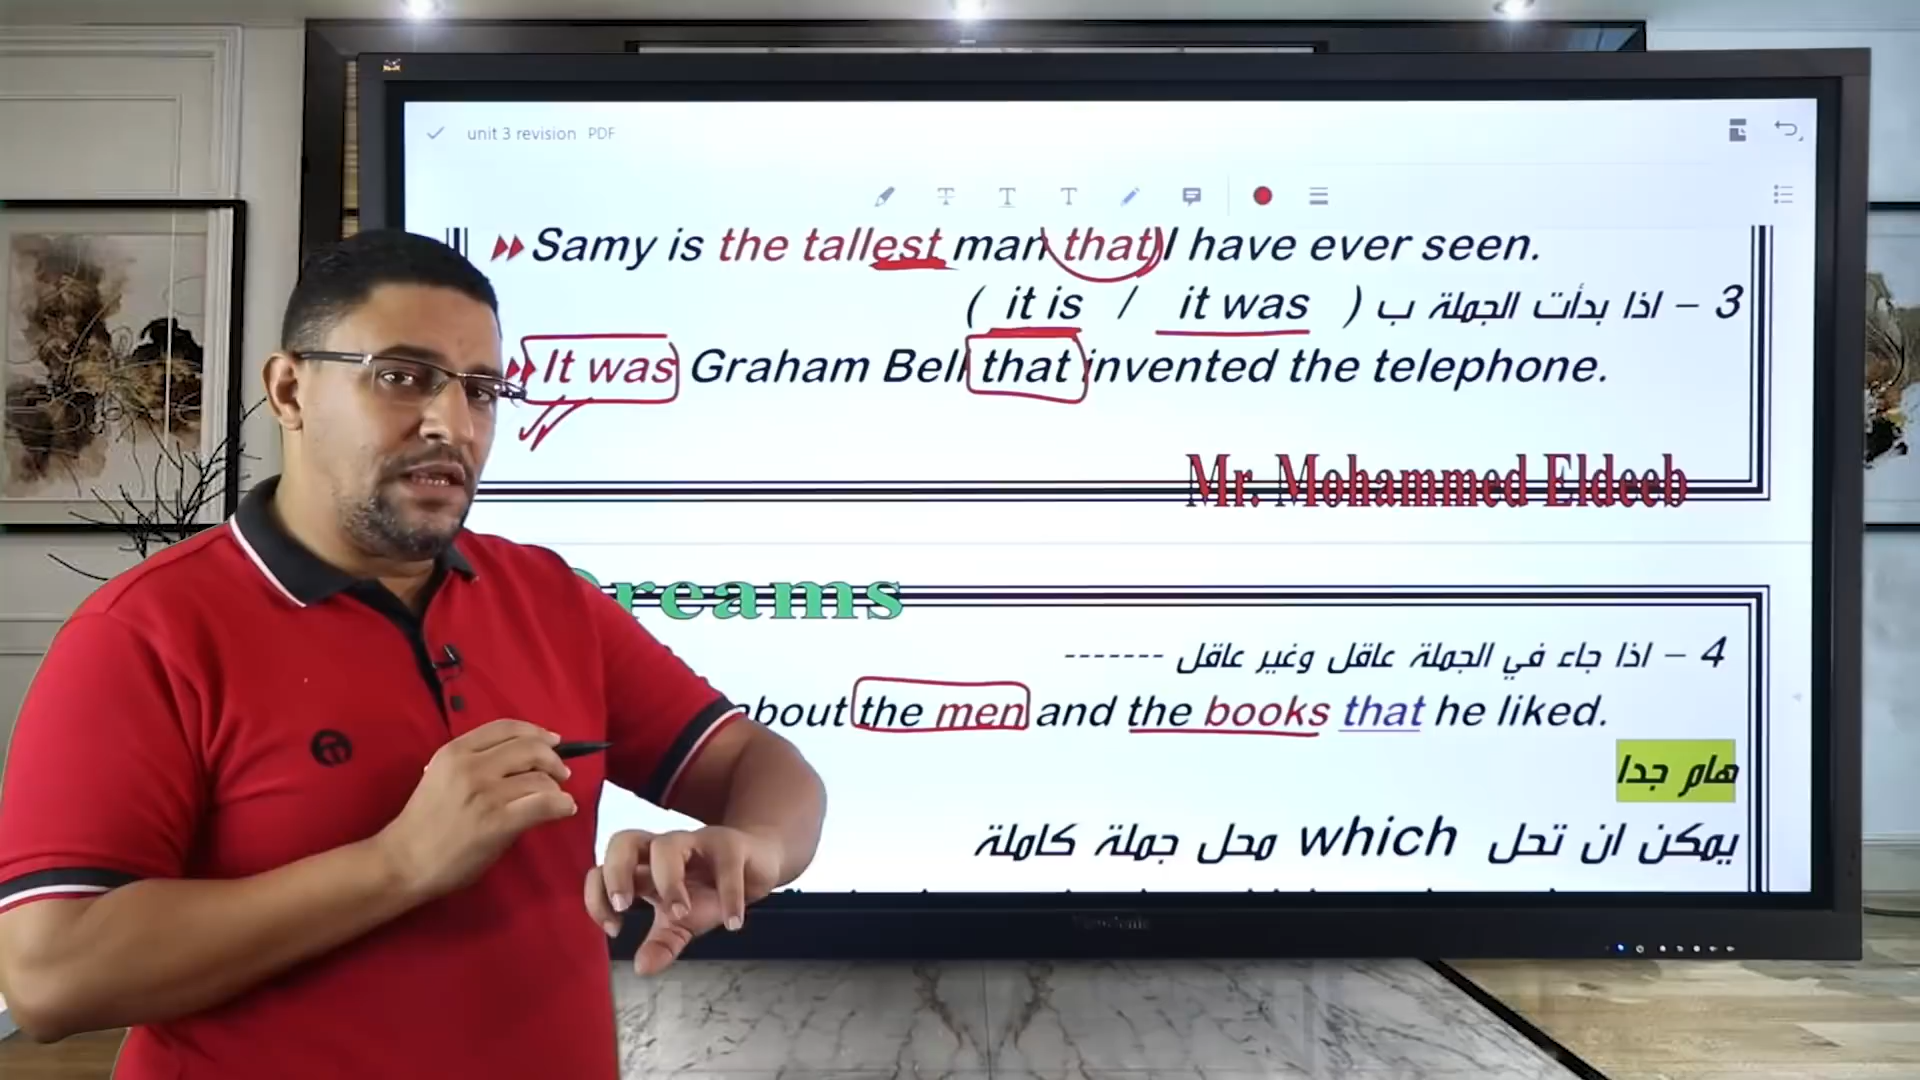 unit 3 revision PDF
Samy is the tallest man that I have ever seen.
3 – اذا بدأت الجملة ب ( it is / it was )
It was Graham Bell that invented the telephone.
Mr. Mohammed Eldeeb
reams
4 – اذا جاء في الجملة عاقل وغير عاقل -------
about the men and the books that he liked.
هام جدا
يمكن ان تحل which محل جملة كاملة
ViewSonic